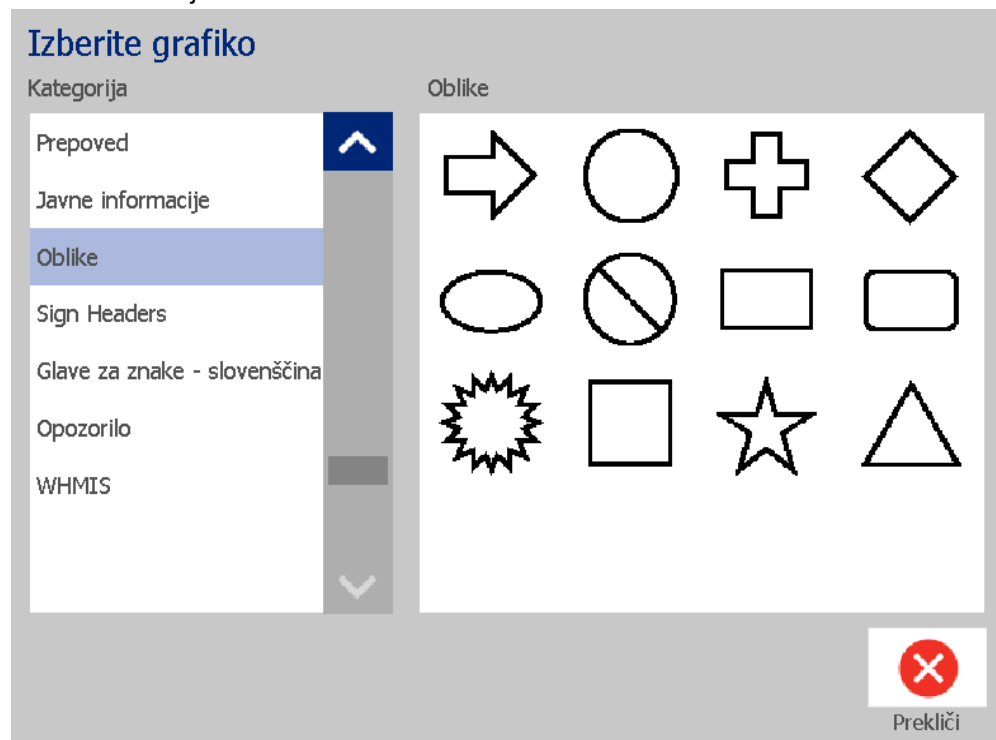 Izberite grafiko
Kategorija
Oblike
Prepoved
Javne informacije
Oblike
Sign Headers
Glave za znake - slovenščina
Opozorilo
WHMIS
Prekliči